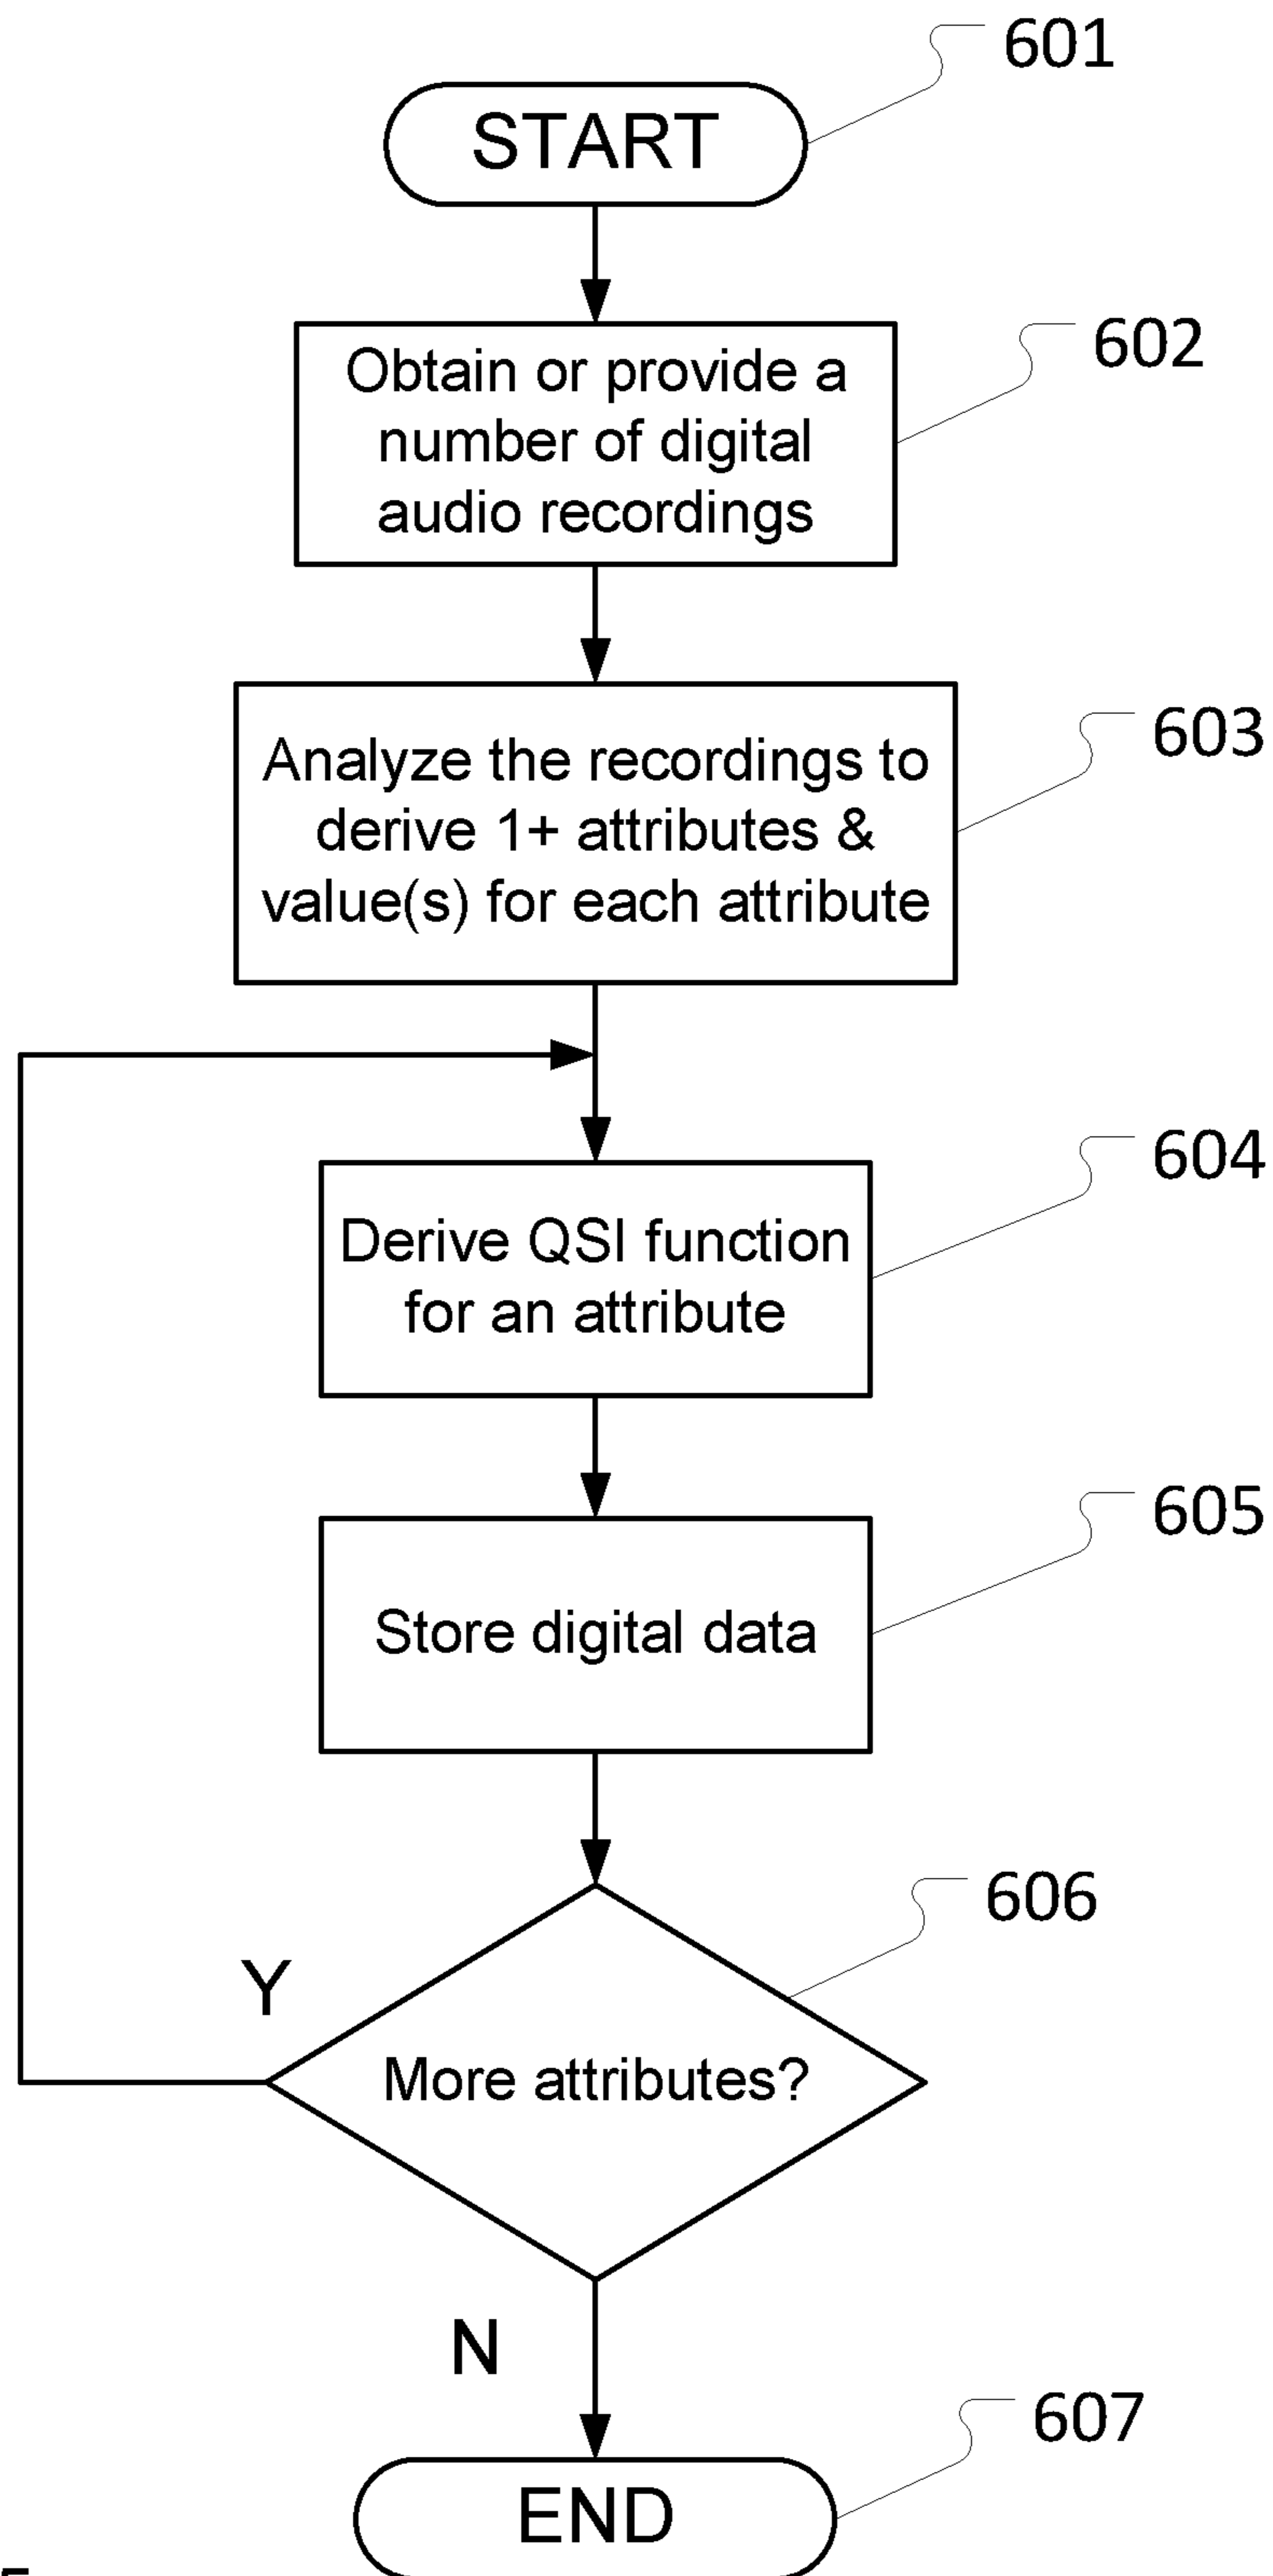 601
START
602
Obtain or provide a
number of digital
audio recordings
603
Analyze the recordings to
derive 1+ attributes &
value(s) for each attribute
604
Derive QSI function
for an attribute
605
Store digital data
606
Y
More attributes?
N
607
END